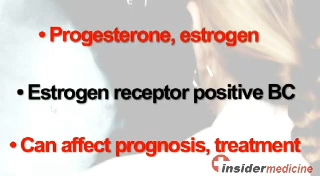 • Progesterone, estrogen
• Estrogen receptor positive BC
• Can affect prognosis, treatment
insidermedicine